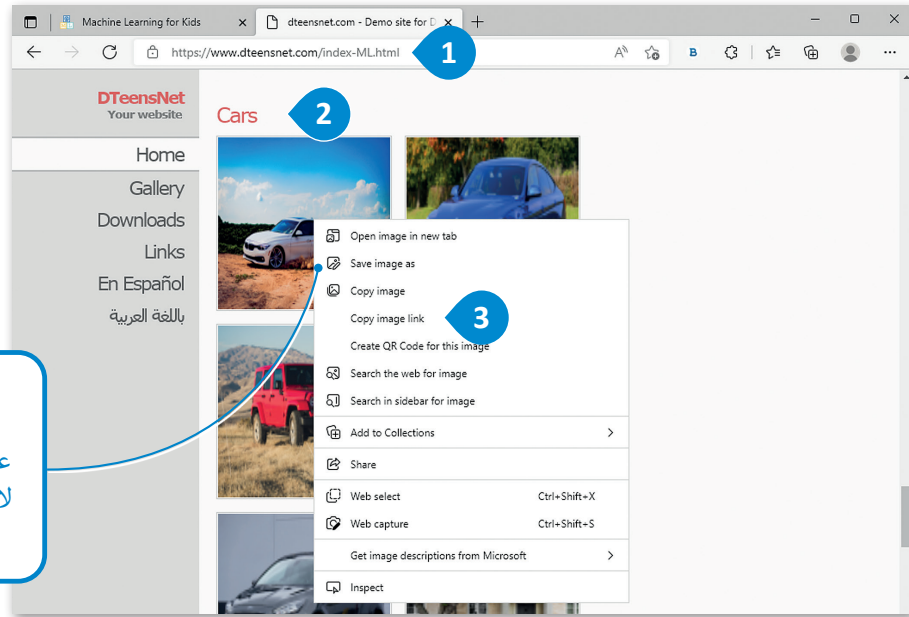 Machine Learning for Kids
dteensnet.com - Demo site for D
https://www.dteensnet.com/index-ML.html
1
B
DTeensNet
Your website
Cars
2
Home
Gallery
Downloads
Links
En Español
باللغة العربية
Open image in new tab
Save image as
Copy image
Copy image link
3
Create QR Code for this image
Search the web for image
Search in sidebar for image
Add to Collections
Share
Web select Ctrl+Shift+X
Web capture Ctrl+Shift+S
Get image descriptions from Microsoft
Inspect